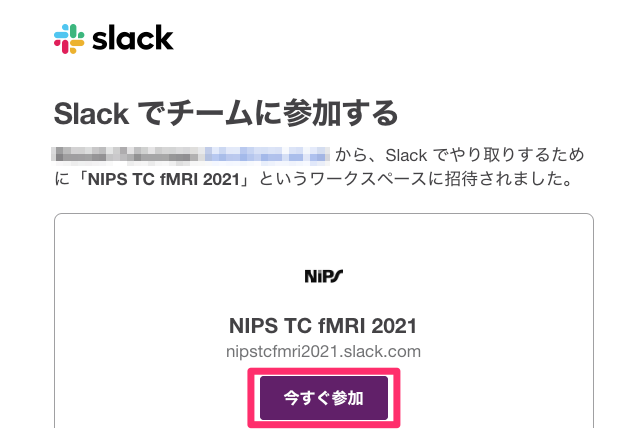 slack
Slack でチームに参加する
から、Slack でやり取りするため
に「NIPS TC fMRI 2021」というワークスペースに招待されました。
NiPS
NIPS TC fMRI 2021
nipstcfmri2021.slack.com
今すぐ参加